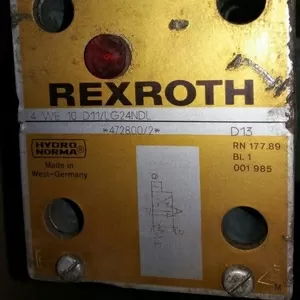 REXROTH
4 WE 10 D11/LG24NDL
*472800/2*
D13
HYDRO
NORMA
RN 177.89
BL 1
001 985
Made in
West-Germany